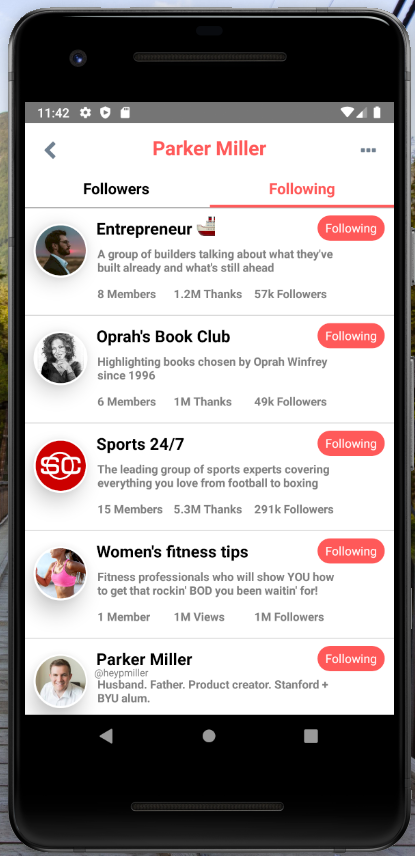 11:42
Parker Miller
Followers Following
Entrepreneur Following
A group of builders talking about what they've
built already and what's still ahead
8 Members 1.2M Thanks 57k Followers
Oprah's Book Club Following
Highlighting books chosen by Oprah Winfrey
since 1996
6 Members 1M Thanks 49k Followers
SC
Sports 24/7 Following
The leading group of sports experts covering
everything you love from football to boxing
15 Members 5.3M Thanks 291k Followers
Women's fitness tips Following
Fitness professionals who will show YOU how
to get that rockin' BOD you been waitin' for!
1 Member 1M Views 1M Followers
Parker Miller Following
@heypmiller
Husband. Father. Product creator. Stanford +
BYU alum.